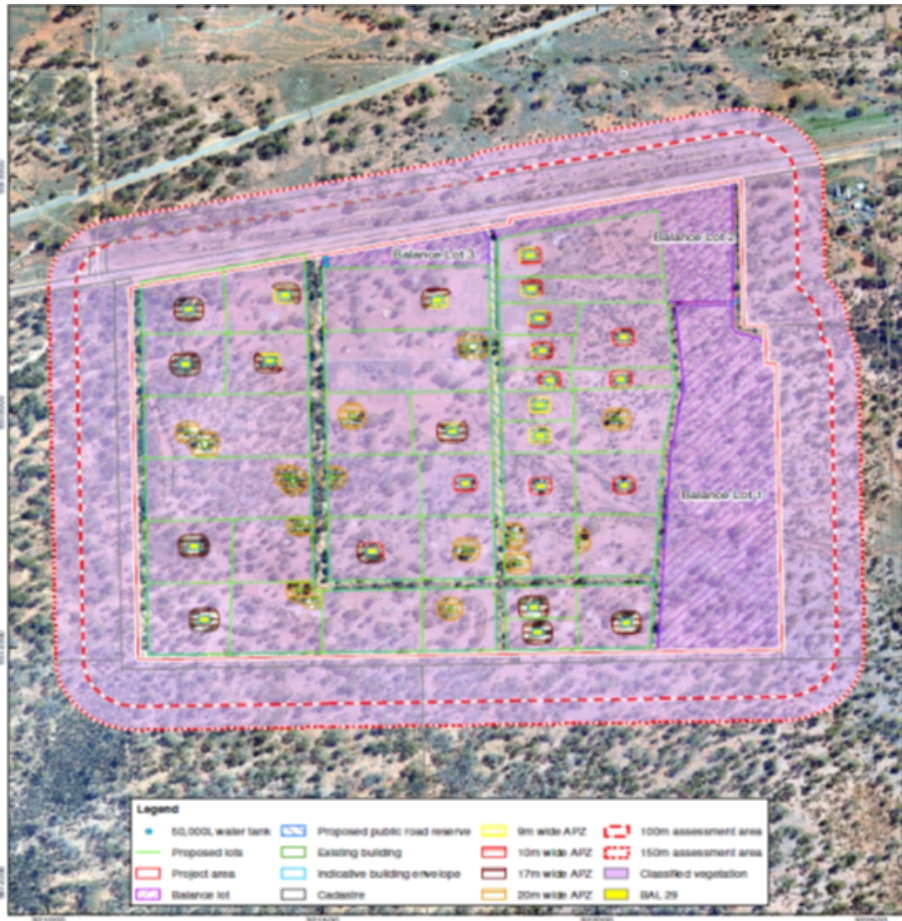 Balance Lot 2
Balance Lot 3
Balance Lot 1
Legend
50,000L water tank
Proposed lots
Project area
Balance lot
Proposed public road reserve
Existing building
Indicative building envelope
Cadastre
9m wide APZ
10m wide APZ
17m wide APZ
20m wide APZ
100m assessment area
150m assessment area
Classified vegetation
BAL 29